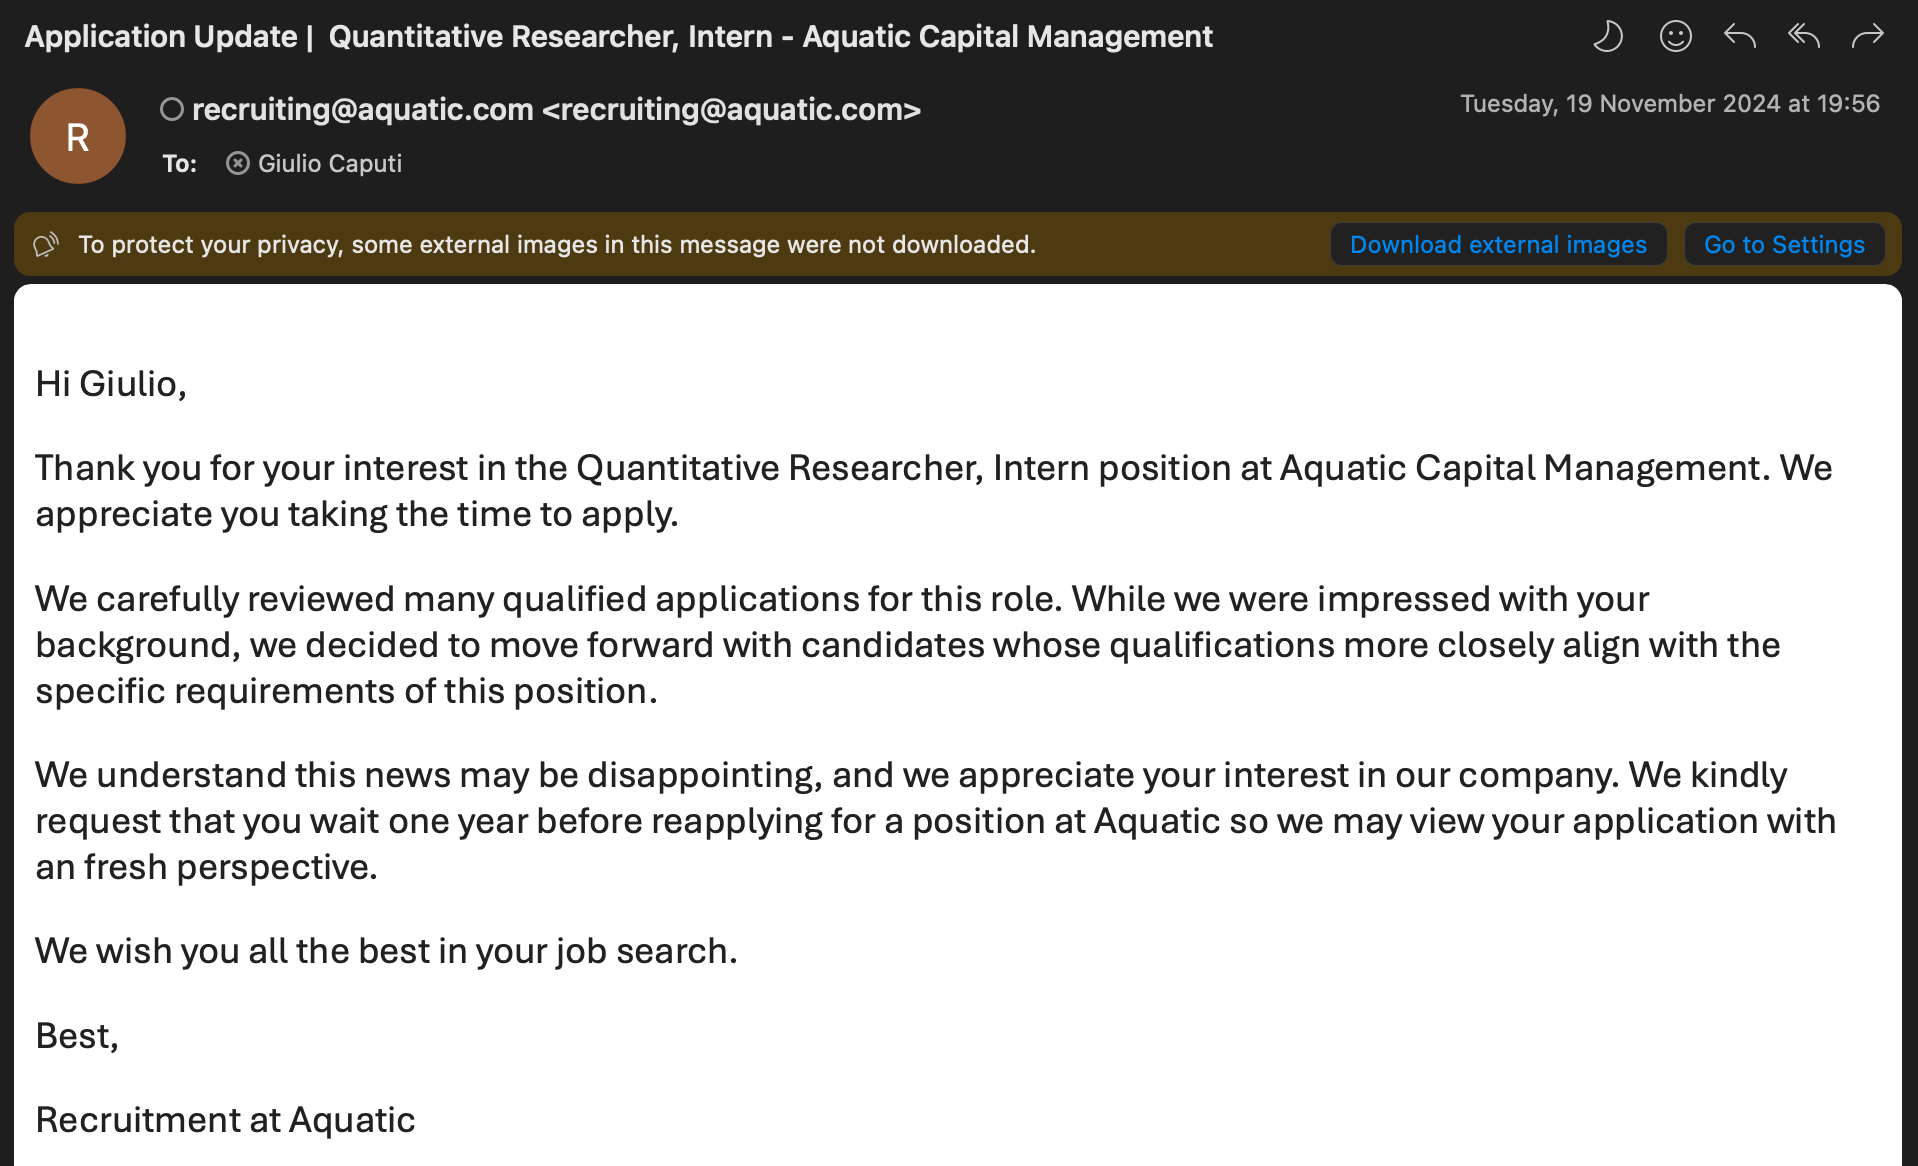 Application Update |  Quantitative Researcher, Intern - Aquatic Capital Management
R
recruiting@aquatic.com <recruiting@aquatic.com>
Tuesday, 19 November 2024 at 19:56
To: Giulio Caputi
To protect your privacy, some external images in this message were not downloaded.
Download external images
Go to Settings
Hi Giulio,
Thank you for your interest in the Quantitative Researcher, Intern position at Aquatic Capital Management. We
appreciate you taking the time to apply.
We carefully reviewed many qualified applications for this role. While we were impressed with your
background, we decided to move forward with candidates whose qualifications more closely align with the
specific requirements of this position.
We understand this news may be disappointing, and we appreciate your interest in our company. We kindly
request that you wait one year before reapplying for a position at Aquatic so we may view your application with
an fresh perspective.
We wish you all the best in your job search.
Best,
Recruitment at Aquatic